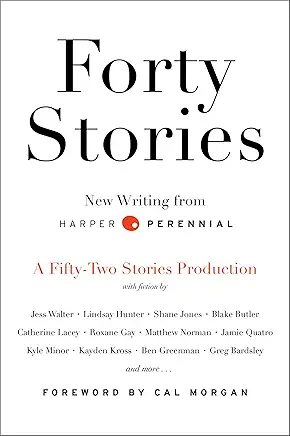 Forty
Stories
New Writing from
HARPER PERENNIAL
A Fifty-Two Stories Production
with fiction by
Jess Walter · Lindsay Hunter · Shane Jones · Blake Butler
Catherine Lacey · Roxane Gay · Matthew Norman · Jamie Quatro
Kyle Minor · Kayden Kross · Ben Greenman · Greg Bardsley
and more . . .
FOREWORD BY CAL MORGAN